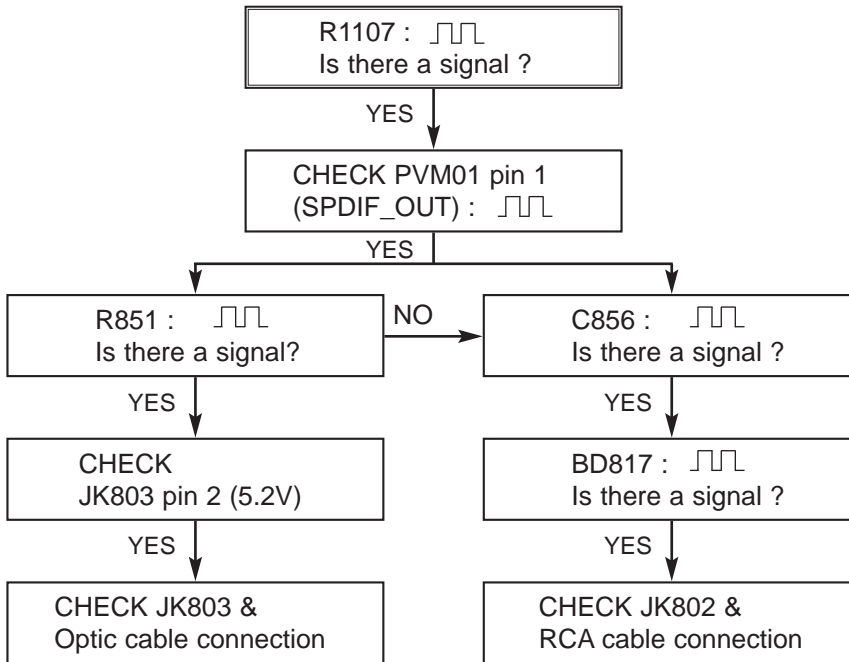 R1107 :
Is there a signal ?
YES
CHECK PVM01 pin 1
(SPDIF_OUT) :
YES
R851 :
Is there a signal?
NO
C856 :
Is there a signal ?
YES
YES
CHECK
JK803 pin 2 (5.2V)
BD817 :
Is there a signal ?
YES
YES
CHECK JK803 &
Optic cable connection
CHECK JK802 &
RCA cable connection